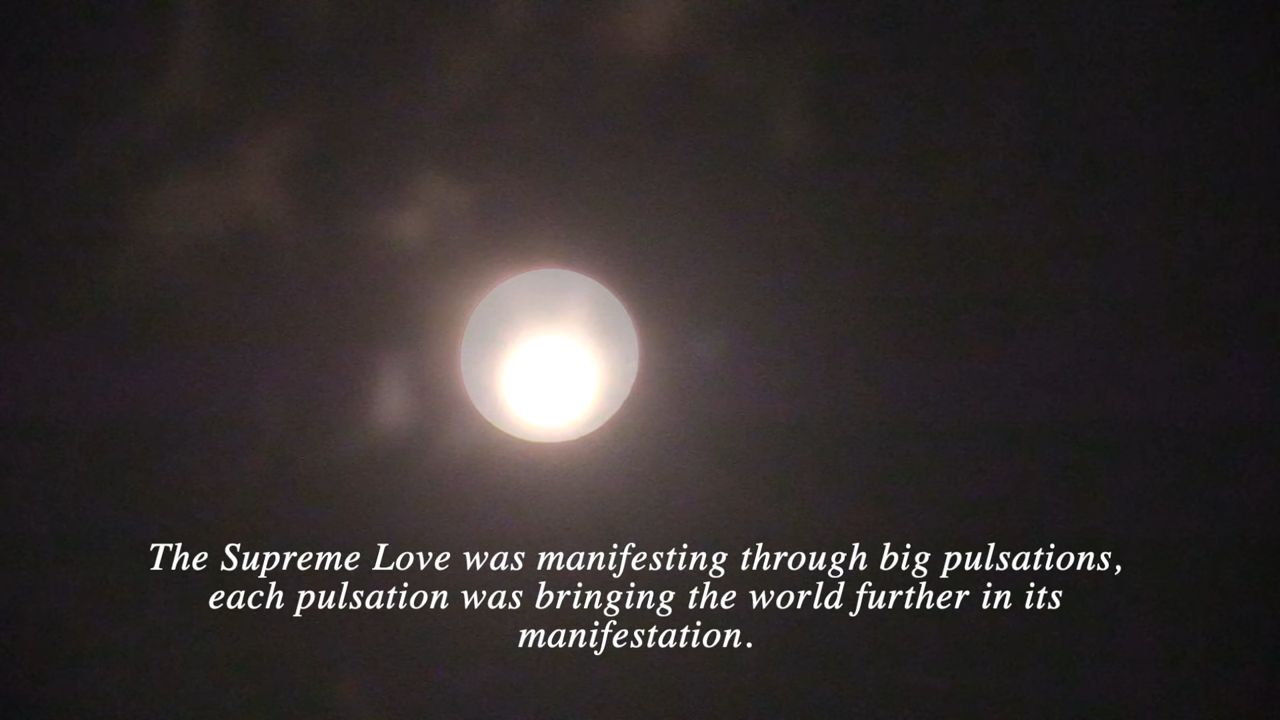 The Supreme Love was manifesting through big pulsations,
each pulsation was bringing the world further in its
manifestation.